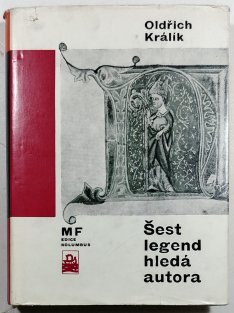 Oldřich Králík
MF
EDICE
KOLUMBUS
Šest
legend
hledá
autora